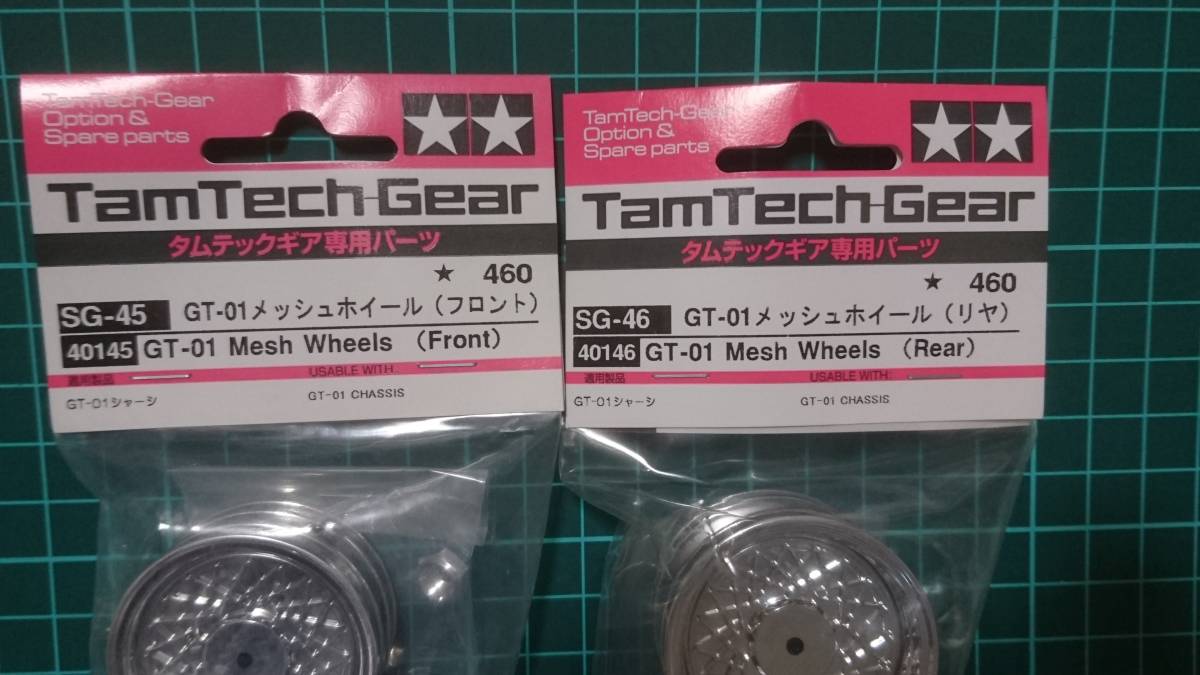 TamTech-Gear
Option &
Spare parts
TamTech-Gear
タムテックギア専用パーツ
★ 460
SG-45 GT-01メッシュホイール（フロント）
40145 GT-01 Mesh Wheels （Front）
適用製品 USABLE WITH:
GT-01シャーシ GT-01 CHASSIS
TamTech-Gear
Option &
Spare parts
TamTech-Gear
タムテックギア専用パーツ
★ 460
SG-46 GT-01メッシュホイール（リヤ）
40146 GT-01 Mesh Wheels （Rear）
適用製品 USABLE WITH:
GT-01シャーシ GT-01 CHASSIS